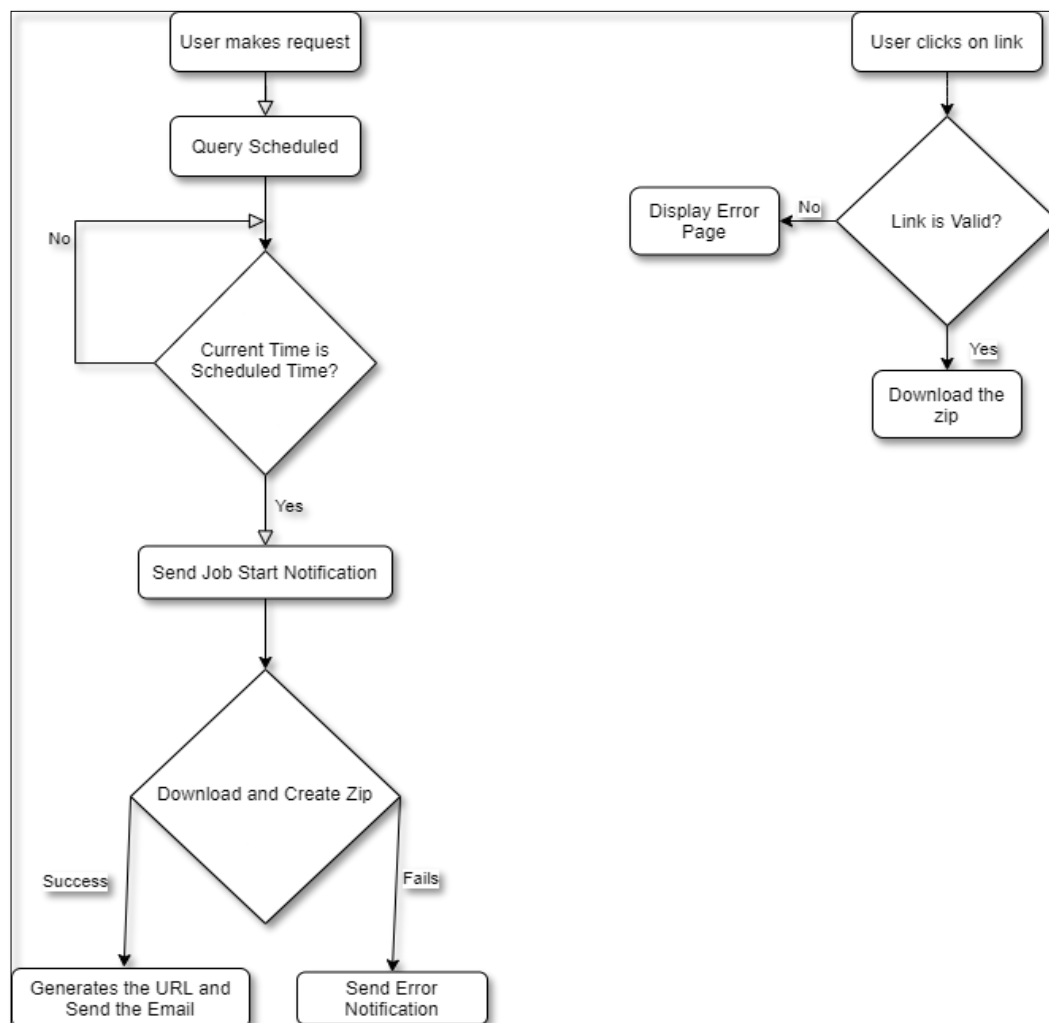 User makes request
Query Scheduled
No
Current Time is
Scheduled Time?
Yes
Send Job Start Notification
Download and Create Zip
Success
Fails
Generates the URL and
Send the Email
Send Error
Notification
User clicks on link
Link is Valid?
No
Display Error
Page
Yes
Download the
zip